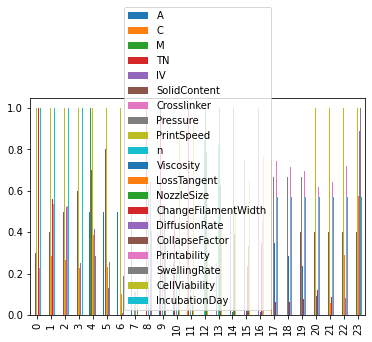 A
C
M
TN
IV
SolidContent
Crosslinker
Pressure
PrintSpeed
n
Viscosity
LossTangent
NozzleSize
ChangeFilamentWidth
DiffusionRate
CollapseFactor
Printability
SwellingRate
CellViability
IncubationDay
1.0
0.8
0.6
0.4
0.2
0.0
0 1 2 3 4 5 6 7 8 9 10 11 12 13 14 15 16 17 18 19 20 21 22 23